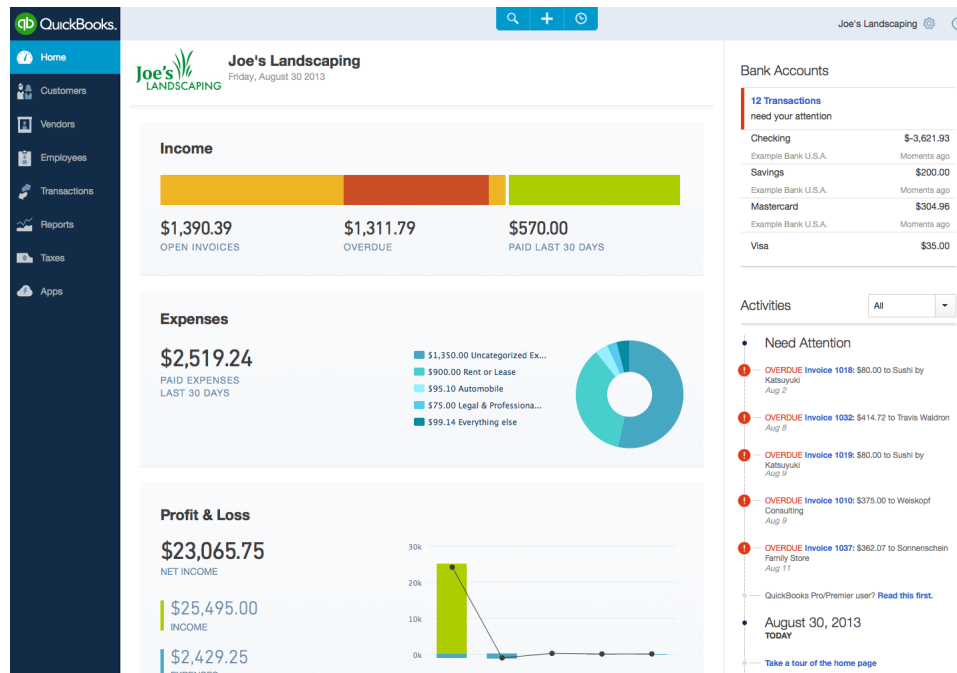 QuickBooks.
Joe's Landscaping
Home
Customers
Vendors
Employees
Transactions
Reports
Taxes
Apps
Joe's
LANDSCAPING
Joe's Landscaping
Friday, August 30 2013
Income
$1,390.39
OPEN INVOICES
$1,311.79
OVERDUE
$570.00
PAID LAST 30 DAYS
Expenses
$2,519.24
PAID EXPENSES
LAST 30 DAYS
$1,350.00 Uncategorized Ex...
$900.00 Rent or Lease
$95.10 Automobile
$75.00 Legal & Professiona...
$99.14 Everything else
Profit & Loss
$23,065.75
NET INCOME
$25,495.00
INCOME
$2,429.25
EXPENSES
30k
20k
10k
0k
Bank Accounts
12 Transactions
need your attention
Checking $-3,621.93
Example Bank U.S.A. Moments ago
Savings $200.00
Example Bank U.S.A. Moments ago
Mastercard $304.96
Example Bank U.S.A. Moments ago
Visa $35.00
Activities All
Need Attention
OVERDUE Invoice 1018: $80.00 to Sushi by
Katsuyuki
Aug 2
OVERDUE Invoice 1032: $414.72 to Travis Waldron
Aug 8
OVERDUE Invoice 1019: $80.00 to Sushi by
Katsuyuki
Aug 9
OVERDUE Invoice 1010: $375.00 to Weiskopf
Consulting
Aug 9
OVERDUE Invoice 1037: $362.07 to Sonnenschein
Family Store
Aug 11
QuickBooks Pro/Premier user? Read this first.
August 30, 2013
TODAY
Take a tour of the home page